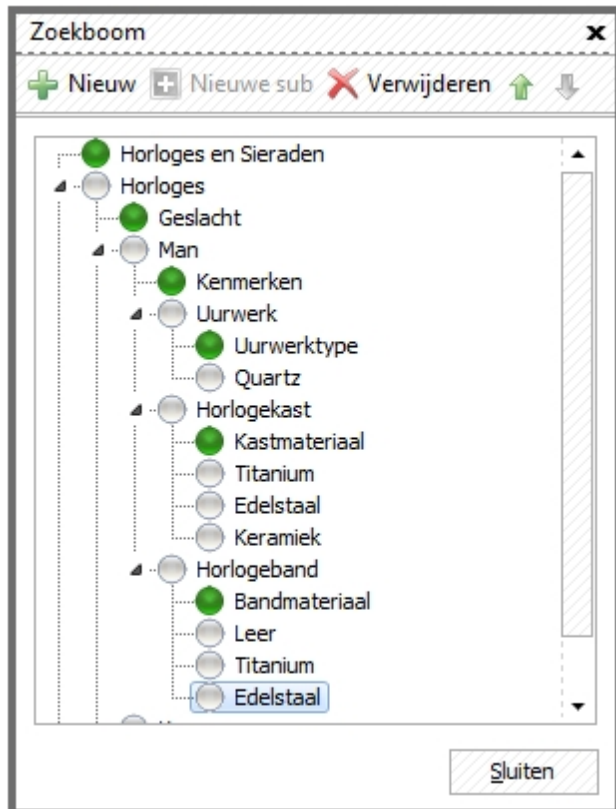 Zoekboom
Nieuw Nieuwe sub Verwijderen
Horloges en Sieraden
Horloges
Geslacht
Man
Kenmerken
Uurwerk
Uurwerktype
Quartz
Horlogekast
Kastmateriaal
Titanium
Edelstaal
Keramiek
Horlogeband
Bandmateriaal
Leer
Titanium
Edelstaal
Sluiten